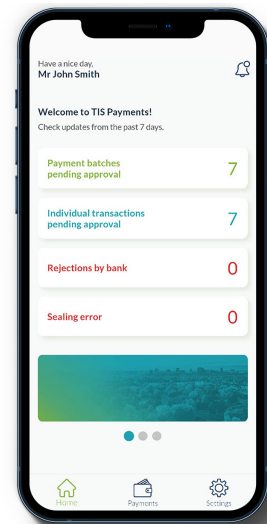 Have a nice day,
Mr John Smith
Welcome to TIS Payments!
Check updates from the past 7 days.
Payment batches
pending approval
7
Individual transactions
pending approval
7
Rejections by bank
0
Sealing error
0
Home
Payments
Settings